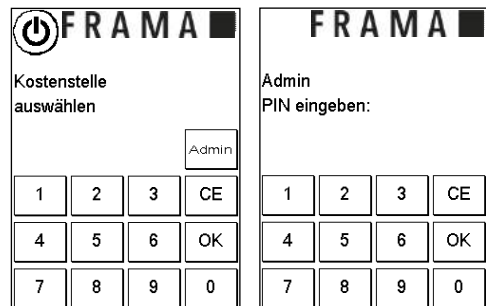 FRAMA
Kostenstelle
auswählen
Admin
1 2 3 CE
4 5 6 OK
7 8 9 0
FRAMA
Admin
PIN eingeben:
1 2 3 CE
4 5 6 OK
7 8 9 0